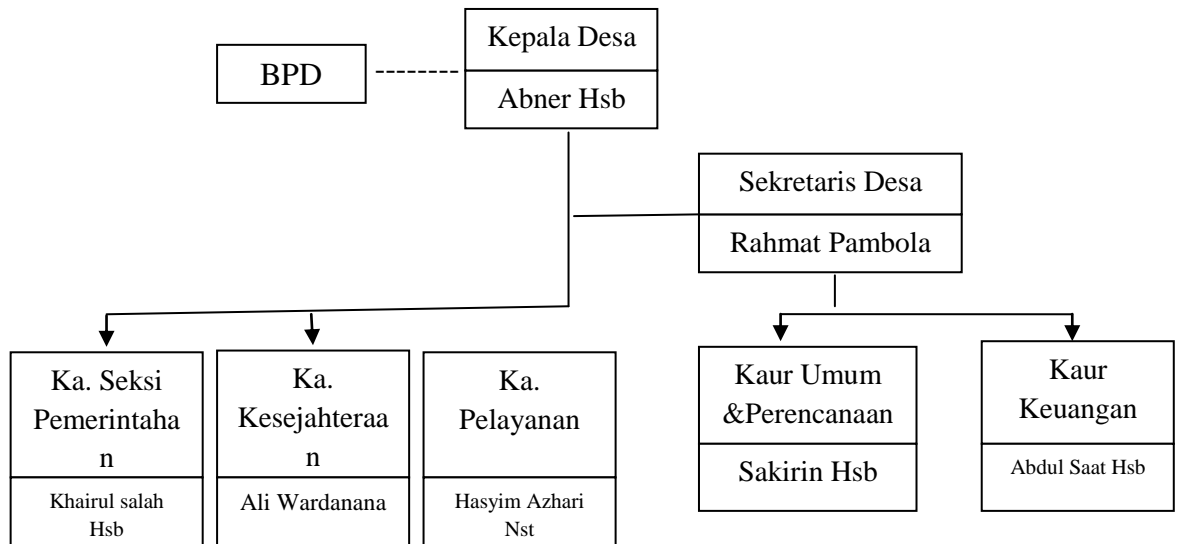 Kepala Desa
BPD
Abner Hsb
Sekretaris Desa
Rahmat Pambola
Ka. Seksi
Pemerintaha
n
Khairul salah
Hsb
Ka.
Kesejahteraa
n
Ali Wardanana
Ka.
Pelayanan
Hasyim Azhari
Nst
Kaur Umum
&Perencanaan
Sakirin Hsb
Kaur
Keuangan
Abdul Saat Hsb